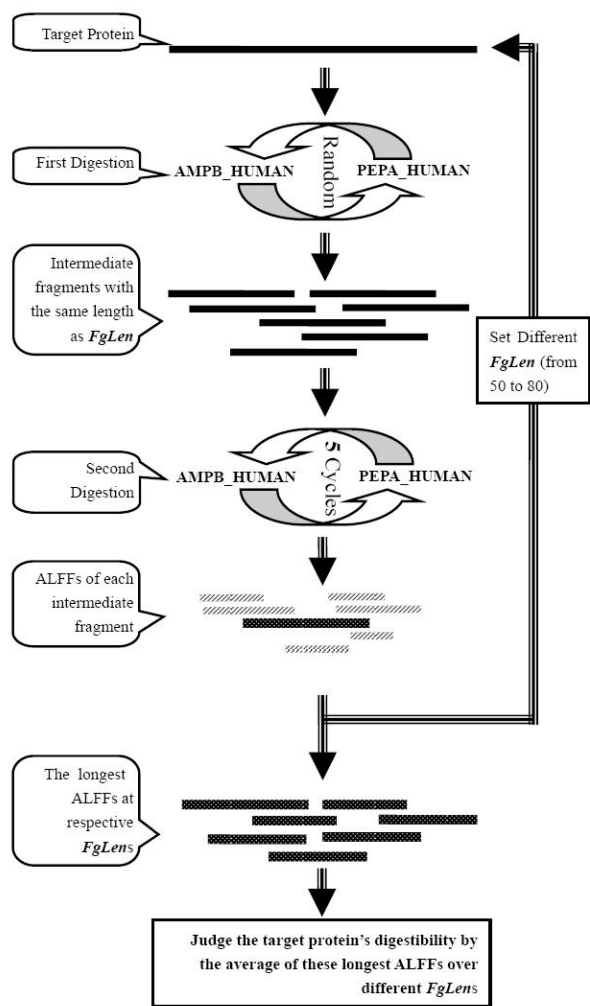 Target Protein
First Digestion
AMPB_HUMAN
Random
PEPA_HUMAN
Intermediate
fragments with
the same length
as FgLen
Set Different
FgLen (from
50 to 80)
Second
Digestion
AMPB_HUMAN
5 Cycles
PEPA_HUMAN
ALFFs of each
intermediate
fragment
The longest
ALFFs at
respective
FgLens
Judge the target protein's digestibility by
the average of these longest ALFFs over
different FgLens